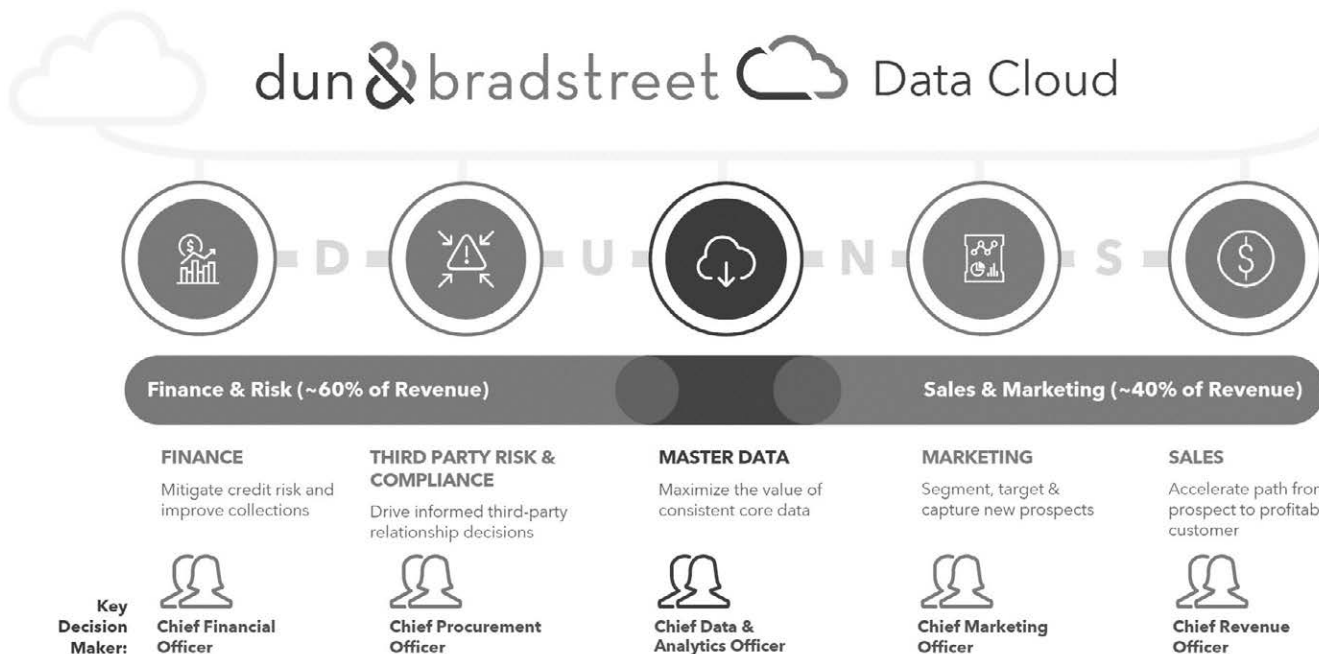 dun & bradstreet Data Cloud
D U N S
Finance & Risk (~60% of Revenue)
Sales & Marketing (~40% of Revenue)
FINANCE
Mitigate credit risk and
improve collections
THIRD PARTY RISK &
COMPLIANCE
Drive informed third-party
relationship decisions
MASTER DATA
Maximize the value of
consistent core data
MARKETING
Segment, target &
capture new prospects
SALES
Accelerate path
prospect to
customer
Key
Decision
Maker:
Chief Financial
Officer
Chief Procurement
Officer
Chief Data &
Analytics Officer
Chief Marketing
Officer
Chief Revenue
Officer